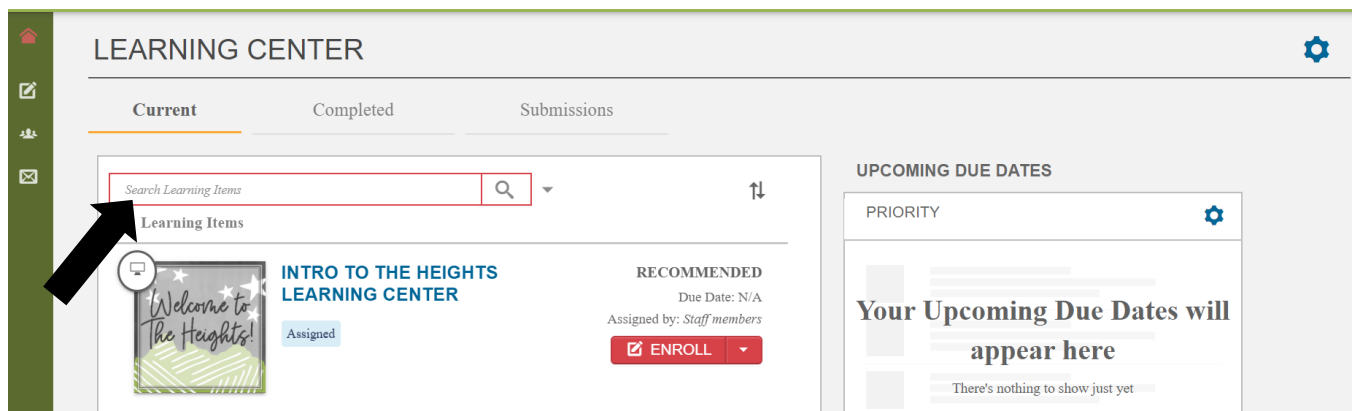 LEARNING CENTER
Current
Completed
Submissions
Search Learning Items
Learning Items
Welcome to
The Heights!
INTRO TO THE HEIGHTS
LEARNING CENTER
Assigned
RECOMMENDED
Due Date: N/A
Assigned by: Staff members
ENROLL
UPCOMING DUE DATES
PRIORITY
Your Upcoming Due Dates will
appear here
There's nothing to show just yet